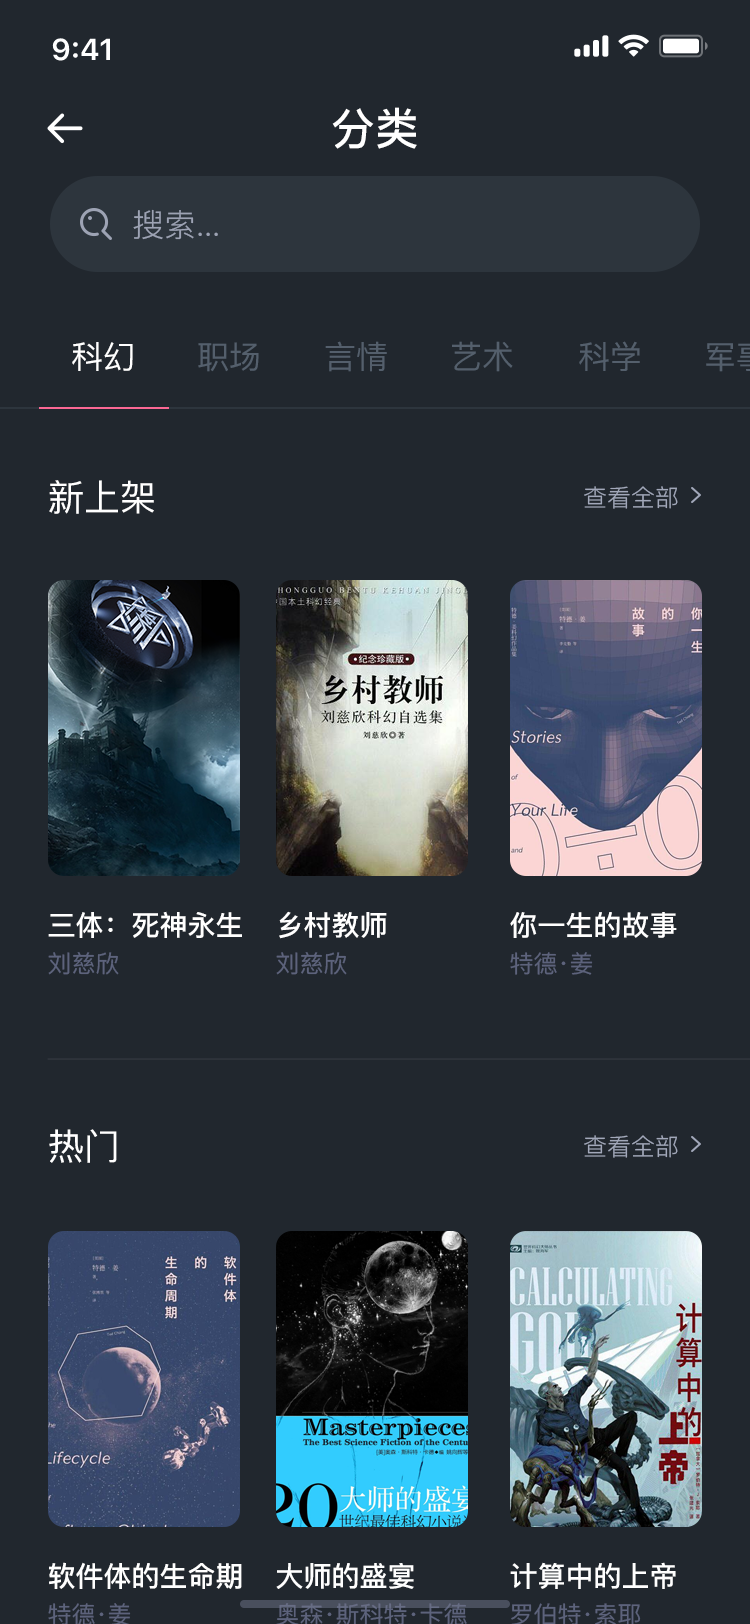 9:41
分类
搜索...
科幻 职场 言情 艺术 科学 军事
新上架
查看全部
HONGGUO BENTU KEHUAN JING
中国本土科幻经典
纪念珍藏版
乡村教师
刘慈欣科幻自选集
刘慈欣◎著
你一生
的
故事
特德·姜
Stories
of
Your Life
and
三体：死神永生
刘慈欣
乡村教师
刘慈欣
你一生的故事
特德·姜
热门
查看全部
软件体
的
生命周期
特德·姜
Lifecycle
Masterpieces
The Best Science Fiction of the Centu
20
大师的盛宴
世纪最佳科幻小说选
CALCULATING
GOD
计算中的
上帝
软件体的生命期
特德·姜
大师的盛宴
奥森·斯科特·卡德
计算中的上帝
罗伯特·索耶